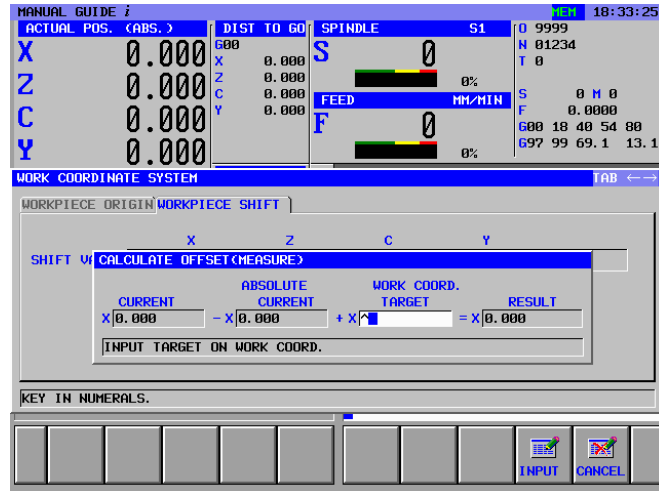 MANUAL GUIDE i MEM 18:33:25
ACTUAL POS. (ABS.) DIST TO GO SPINDLE S1 O 9999
X 0.000 G00 S 0 N 01234
X 0.000 T 0
Z 0.000 Z 0.000 0%
C 0.000 FEED MM/MIN S 0 M 0
C 0.000 Y 0.000 F 0 F 0.0000
G00 18 40 54 80
Y 0.000 0% G97 99 69.1 13.1
WORK COORDINATE SYSTEM TAB ←→
WORKPIECE ORIGIN WORKPIECE SHIFT
X Z C Y
SHIFT
CALCULATE OFFSET(MEASURE)
ABSOLUTE WORK COORD.
CURRENT CURRENT TARGET RESULT
X 0.000 - X 0.000 + X ^ = X 0.000
INPUT TARGET ON WORK COORD.
KEY IN NUMERALS.
INPUT CANCEL